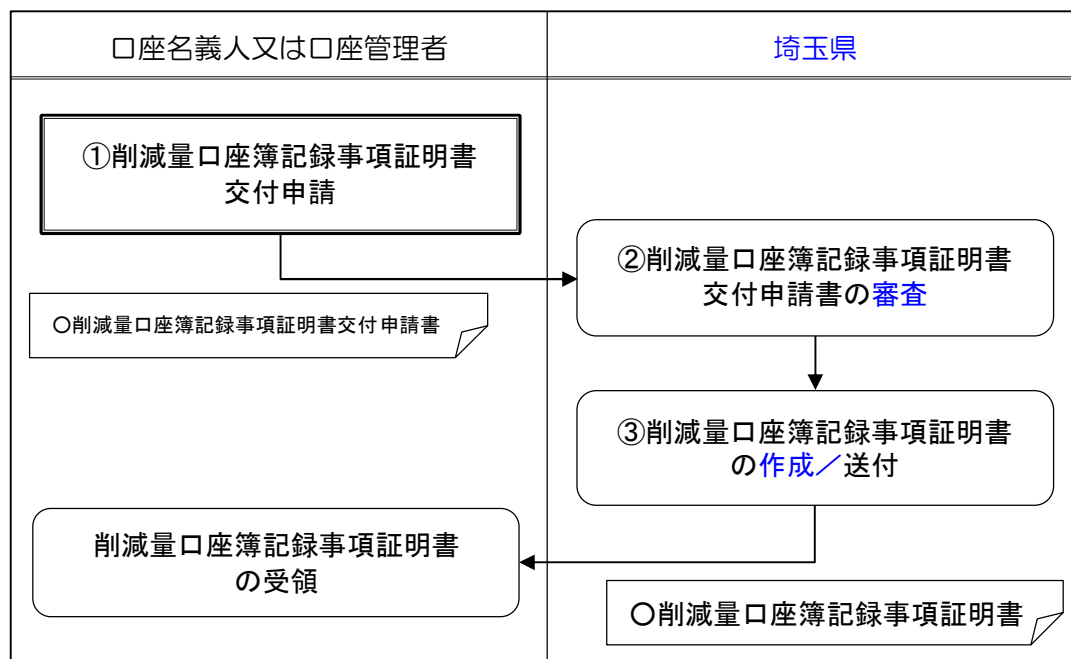 口座名義人又は口座管理者
埼玉県
①削減量口座簿記録事項証明書
交付申請
②削減量口座簿記録事項証明書
交付申請書の審査
○削減量口座簿記録事項証明書交付申請書
③削減量口座簿記録事項証明書
の作成／送付
削減量口座簿記録事項証明書
の受領
○削減量口座簿記録事項証明書